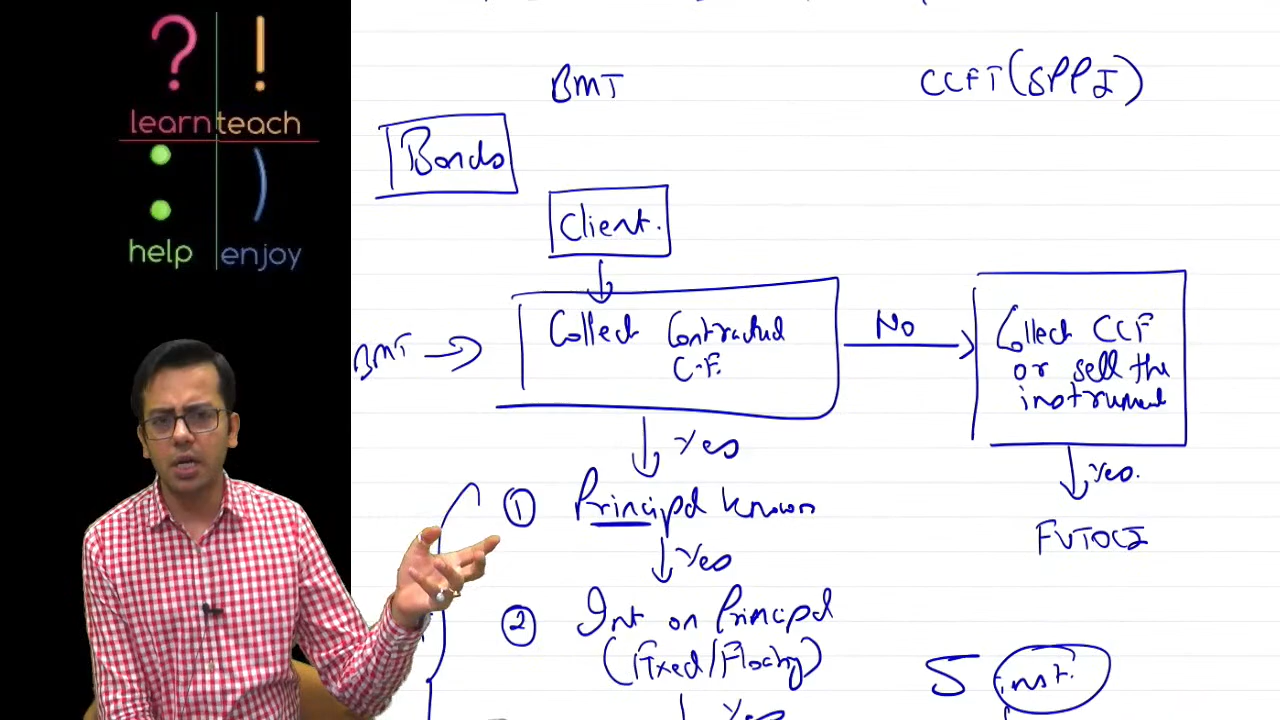 ? !
learn teach
help enjoy
BMT
CCFT (SPPI)
Bonds
Client.
BMT → Collect Contractual C.F.
No
Collect CCF
or sell the
instrument
Yes
Yes.
① Principal known
FVTOCI
Yes
② Int on Principal
(Fixed/Floating)
5 inst.
Yes